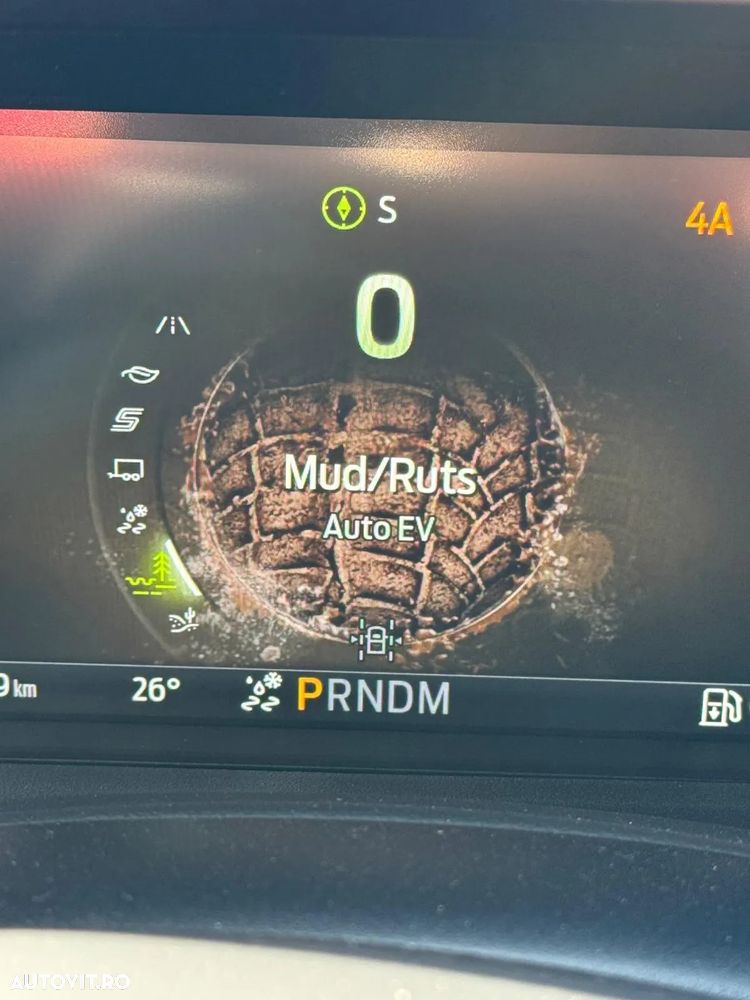 S
4A
0
Mud/Ruts
Auto EV
9 km
26°
PRNDM
AUTOVIT.RO